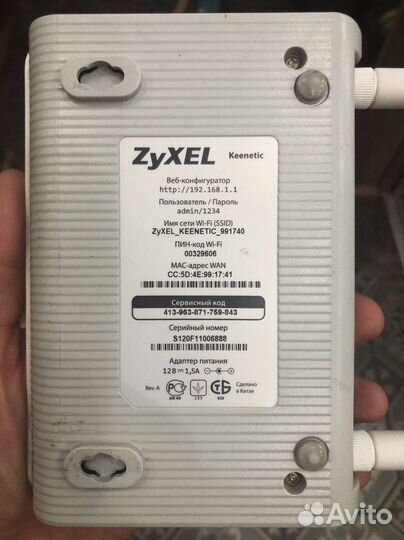 ZyXEL Keenetic
Веб-конфигуратор
http://192.168.1.1
Пользователь / Пароль
admin/1234
Имя сети Wi-Fi (SSID)
ZyXEL_KEENETIC_991740
ПИН-код Wi-Fi
00329606
MAC-адрес WAN
CC:5D:4E:99:17:41
Сервисный код
413-963-871-759-843
Серийный номер
S120F11006888
Адаптер питания
12В 1,5А
Rev. A
Сделано
в Китае
Avito